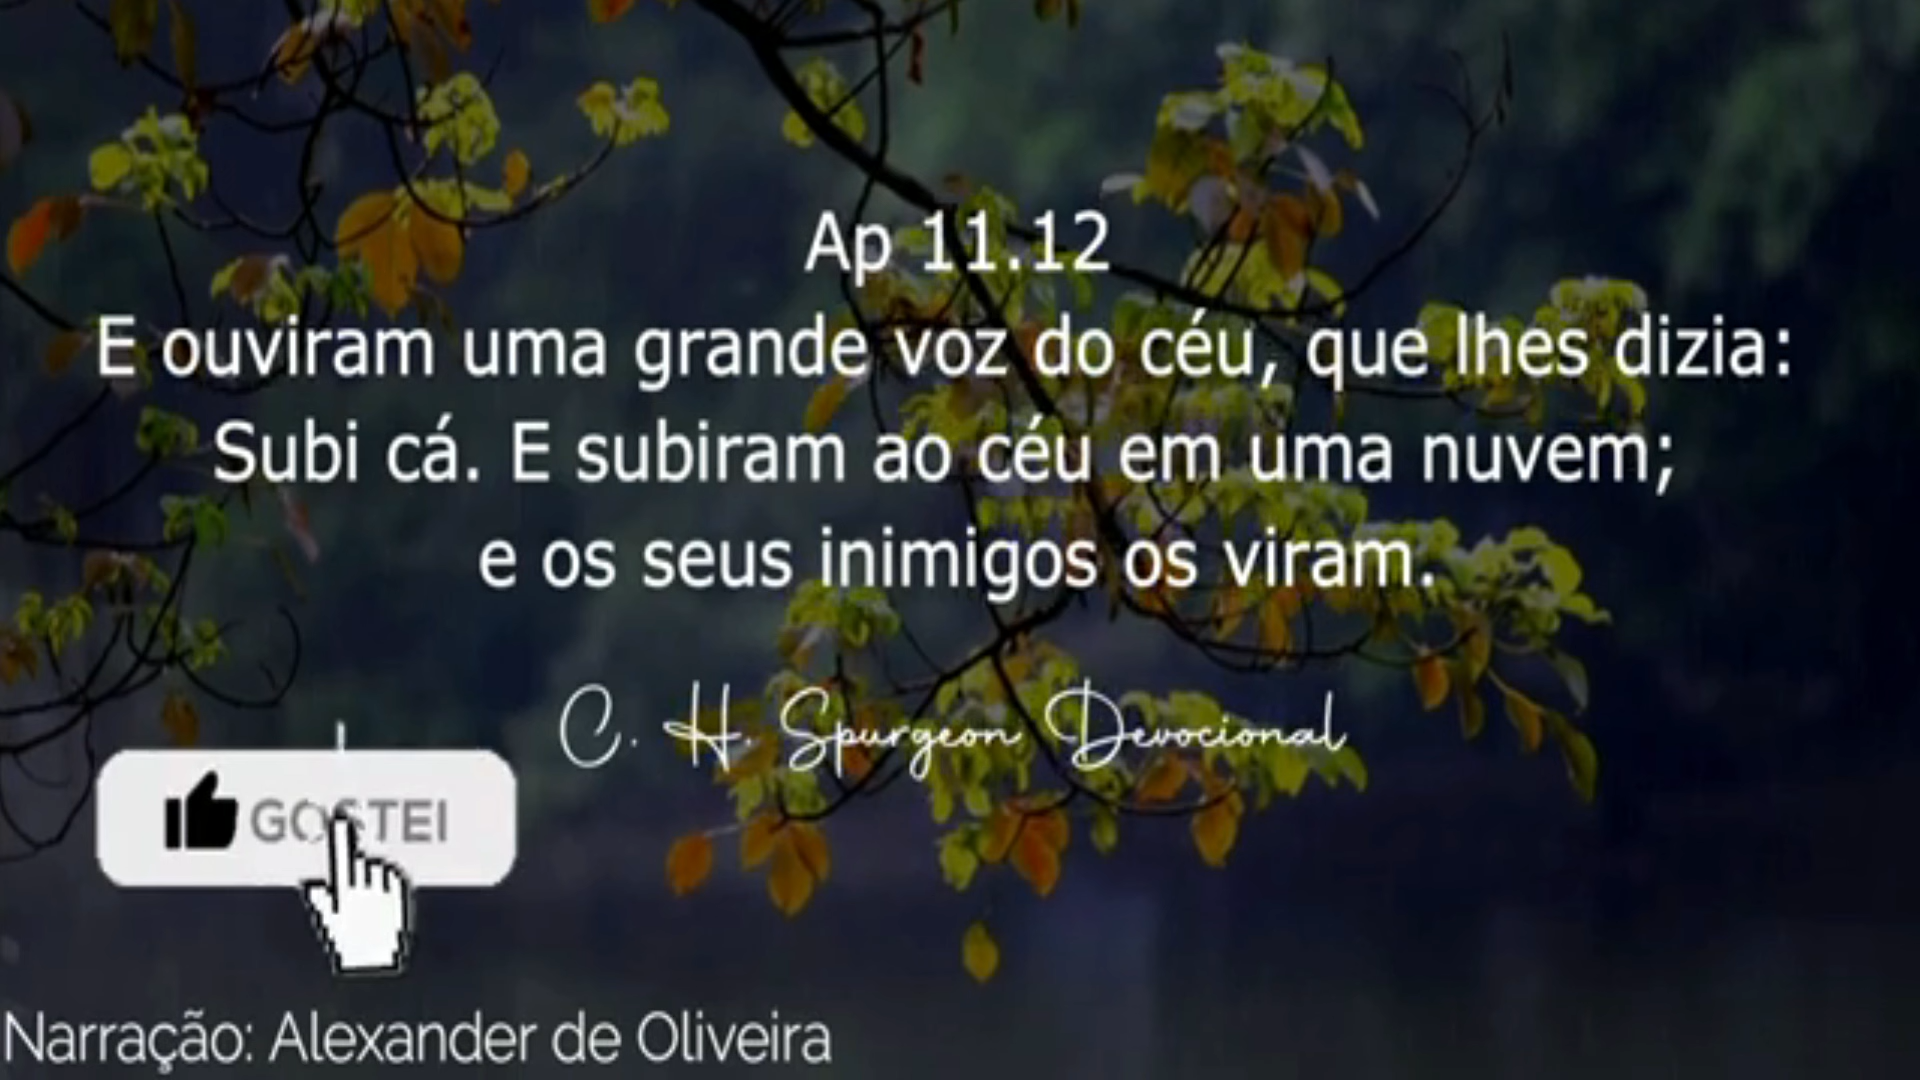 Ap 11.12
E ouviram uma grande voz do céu, que lhes dizia:
Subi cá. E subiram ao céu em uma nuvem;
e os seus inimigos os viram.
C. H. Spurgeon Devocional
GOSTEI
Narração: Alexander de Oliveira